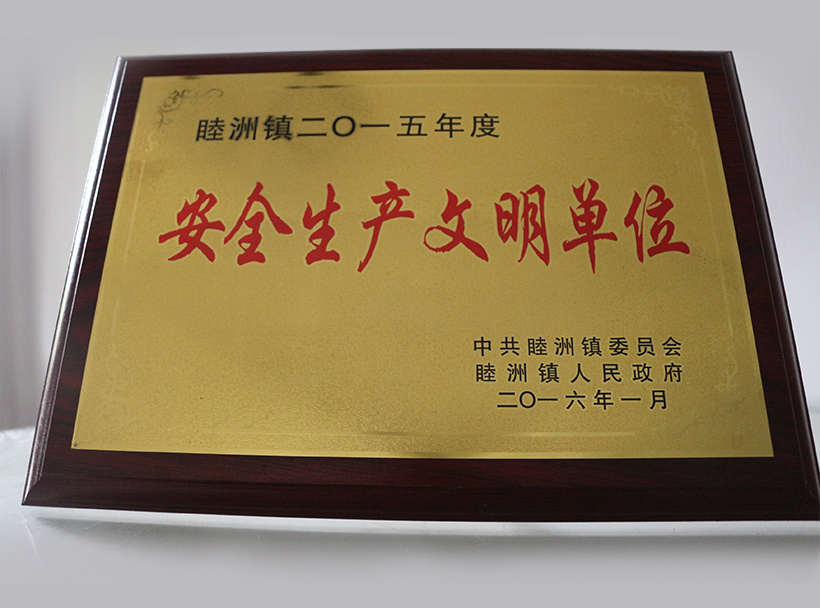 睦洲镇二〇一五年度
安全生产文明单位
中共睦洲镇委员会
睦洲镇人民政府
二〇一六年一月